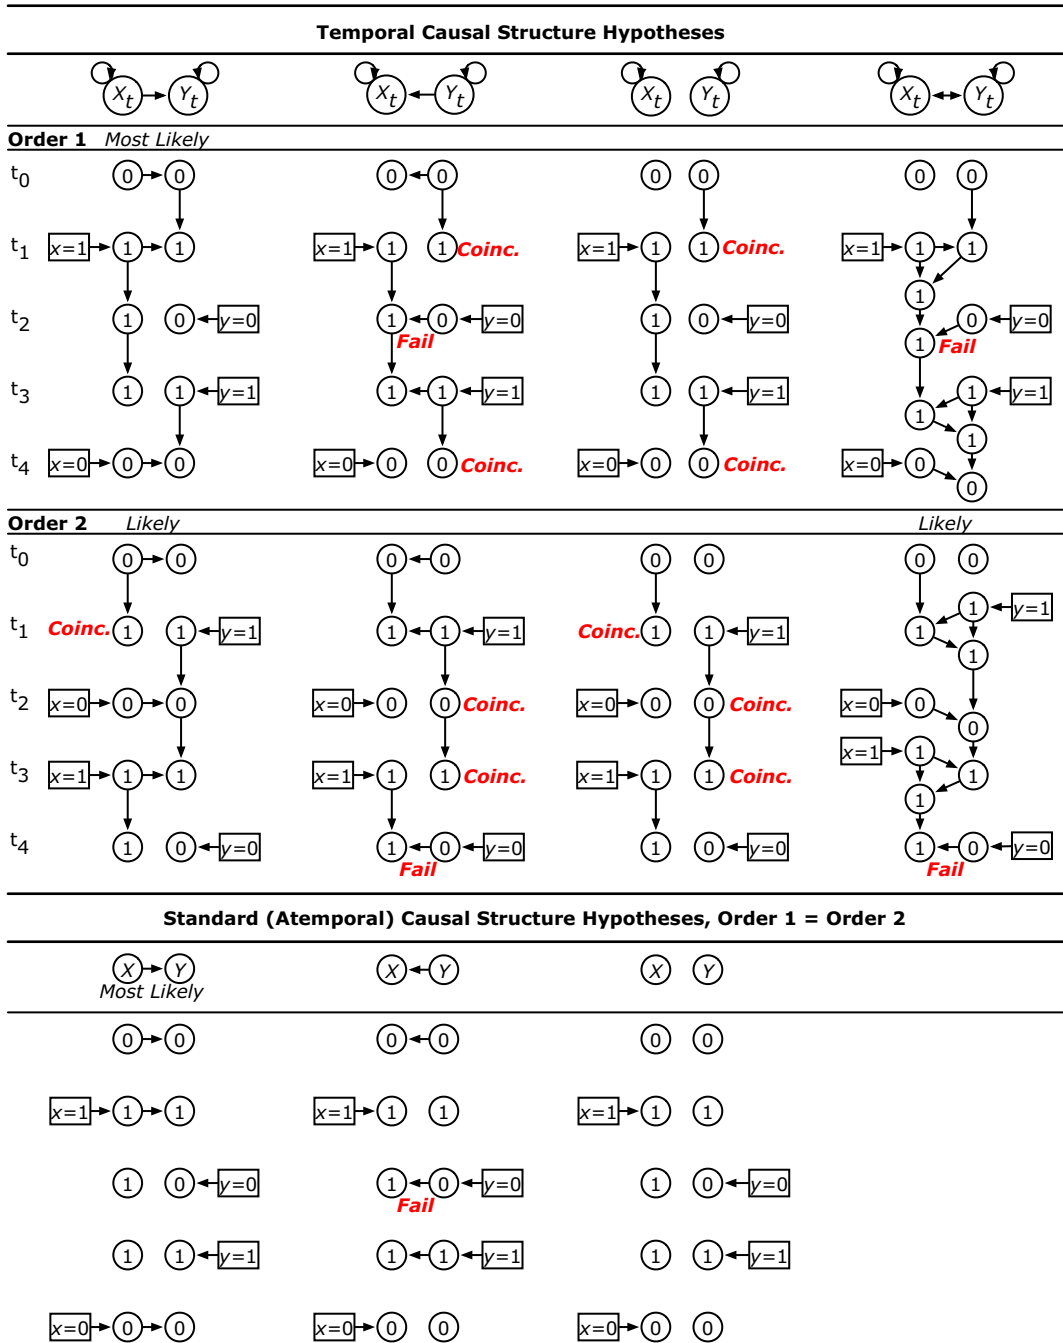 Temporal Causal Structure Hypotheses
Xt Yt Xt Yt Xt Yt Xt Yt
Order 1 Most Likely
t0 0 0 0 0 0 0 0 0
t1 x=1 1 1 x=1 1 1 Coinc. x=1 1 1 Coinc. x=1 1 1
1
t2 1 0 y=0 1 0 y=0 1 0 y=0 0 y=0
Fail 1 Fail
t3 1 1 y=1 1 1 y=1 1 1 y=1 1 y=1
1
1
t4 x=0 0 0 x=0 0 0 Coinc. x=0 0 0 Coinc. x=0 0
0
Order 2 Likely Likely
t0 0 0 0 0 0 0 0 0
1 y=1
t1 Coinc. 1 1 y=1 1 1 y=1 Coinc. 1 1 y=1 1
1
t2 x=0 0 0 x=0 0 0 Coinc. x=0 0 0 Coinc. x=0 0
0
x=1 1
t3 x=1 1 1 x=1 1 1 Coinc. x=1 1 1 Coinc. 1
1
t4 1 0 y=0 1 0 y=0 1 0 y=0 1 0 y=0
Fail Fail
Standard (Atemporal) Causal Structure Hypotheses, Order 1 = Order 2
X Y X Y X Y
Most Likely
0 0 0 0 0 0
x=1 1 1 x=1 1 1 x=1 1 1
1 0 y=0 1 0 y=0 1 0 y=0
Fail
1 1 y=1 1 1 y=1 1 1 y=1
x=0 0 0 x=0 0 0 x=0 0 0